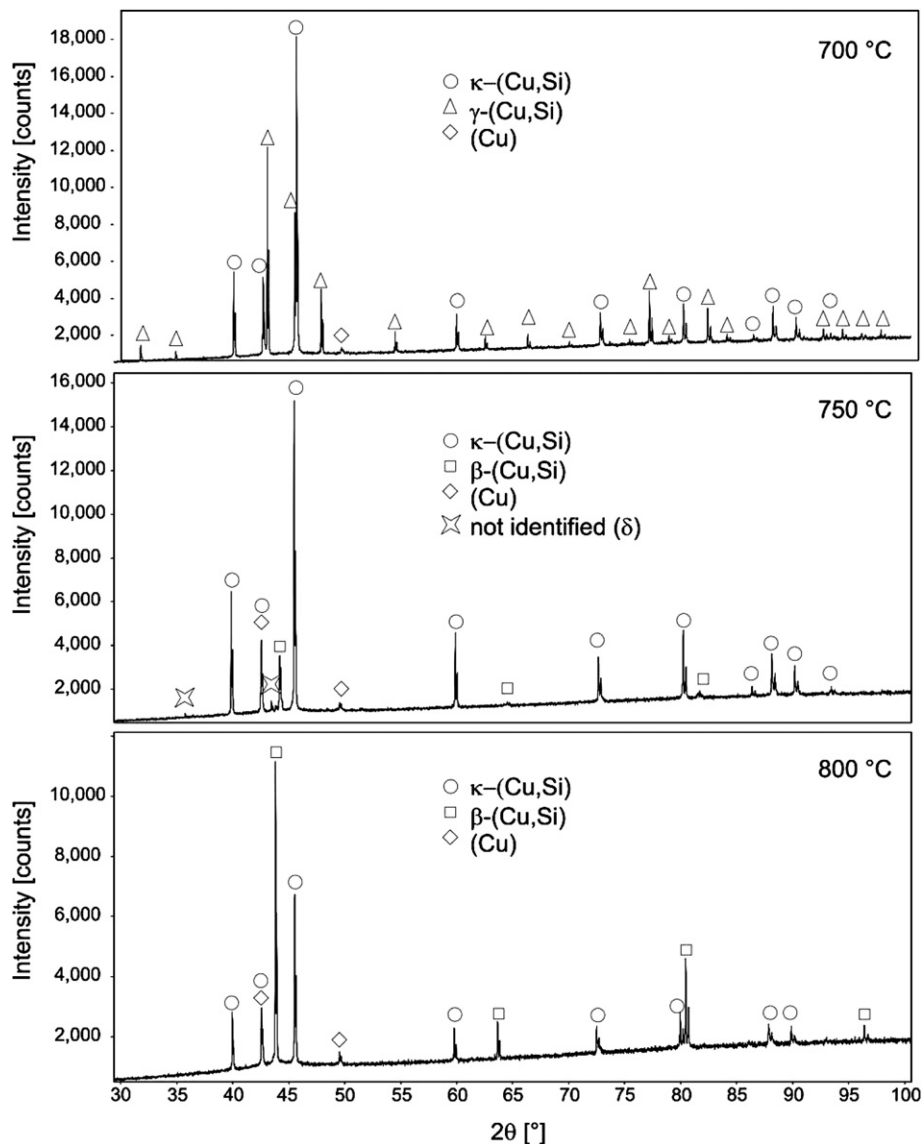 700 °C
κ–(Cu,Si)
γ-(Cu,Si)
(Cu)
Intensity [counts]
18,000
16,000
14,000
12,000
10,000
8,000
6,000
4,000
2,000
750 °C
κ–(Cu,Si)
β-(Cu,Si)
(Cu)
not identified (δ)
Intensity [counts]
16,000
14,000
12,000
10,000
8,000
6,000
4,000
2,000
800 °C
κ–(Cu,Si)
β-(Cu,Si)
(Cu)
Intensity [counts]
10,000
8,000
6,000
4,000
2,000
30 35 40 45 50 55 60 65 70 75 80 85 90 95 100
2θ [°]